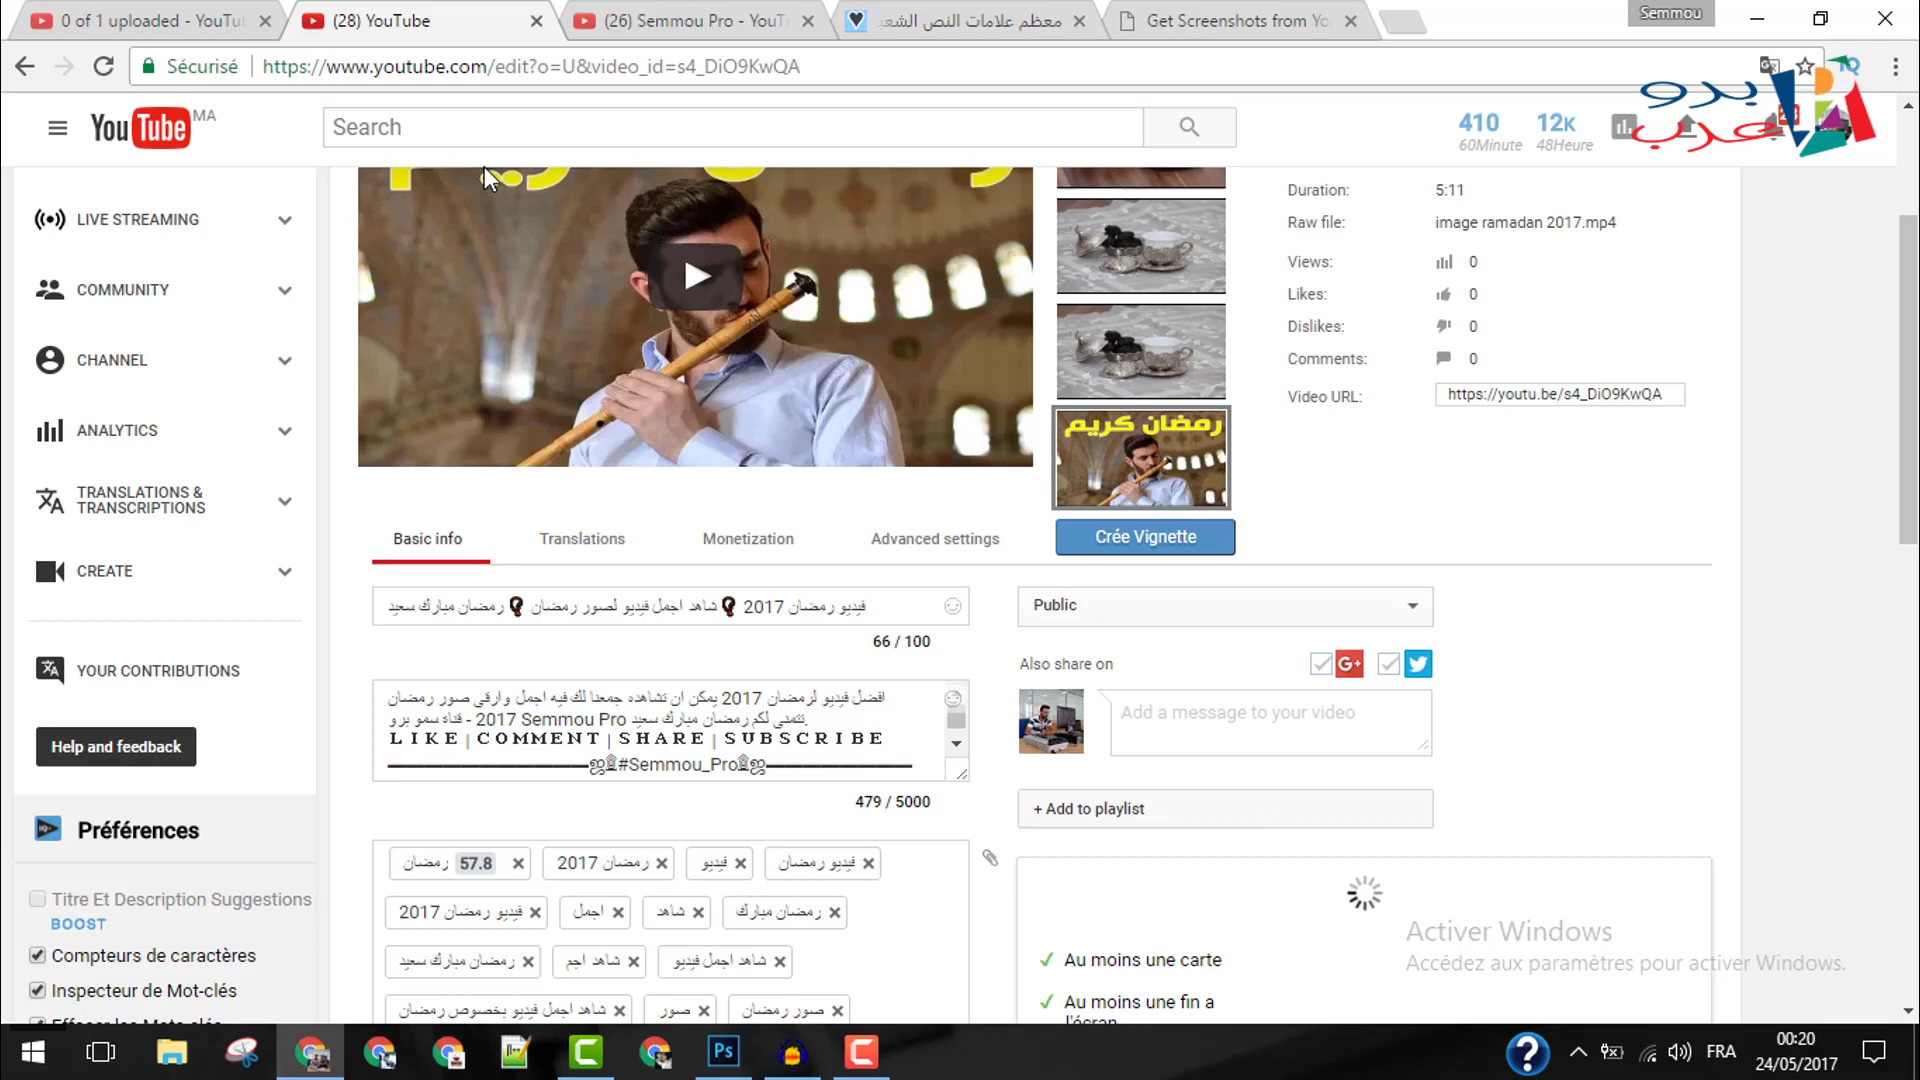 0 of 1 uploaded - YouTu
(28) YouTube
(26) Semmou Pro - YouT
معظم علامات النص الشعب
Get Screenshots from Yo
Semmou
Sécurisé
https://www.youtube.com/edit?o=U&video_id=s4_DiO9KwQA
YouTube MA
Search
410
60Minute
12K
48Heure
بدو
عرب
LIVE STREAMING
COMMUNITY
CHANNEL
ANALYTICS
TRANSLATIONS &
TRANSCRIPTIONS
CREATE
YOUR CONTRIBUTIONS
Help and feedback
Préférences
Titre Et Description Suggestions
BOOST
Compteurs de caractères
Inspecteur de Mot-clés
Effacer les Mots-clés
Duration: 5:11
Raw file: image ramadan 2017.mp4
Views: 0
Likes: 0
Dislikes: 0
Comments: 0
Video URL: https://youtu.be/s4_DiO9KwQA
رمضان كريم
Crée Vignette
Basic info
Translations
Monetization
Advanced settings
فيديو رمضان 2017 شاهد اجمل فيديو لصور رمضان رمضان مبارك سعيد
66 / 100
افضل فيديو لرمضان 2017 يمكن ان تشاهده جمعنا لك فيه اجمل وارقى صور رمضان
2017 Semmou Pro تتمنى لكم رمضان مبارك سعيد - قناة سمو برو.
LIKE | COMMENT | SHARE | SUBSCRIBE
#Semmou_Pro
479 / 5000
رمضان 57.8
رمضان 2017
فيديو
فيديو رمضان
فيديو رمضان 2017
اجمل
شاهد
رمضان مبارك
رمضان مبارك سعيد
شاهد اجم
شاهد اجمل فيديو
شاهد اجمل فيديو بخصوص رمضان
صور
صور رمضان
Public
Also share on
G+
Add a message to your video
+ Add to playlist
Au moins une carte
Au moins une fin a
l'écran
Activer Windows
Accédez aux paramètres pour activer Windows.
Ps
FRA
00:20
24/05/2017